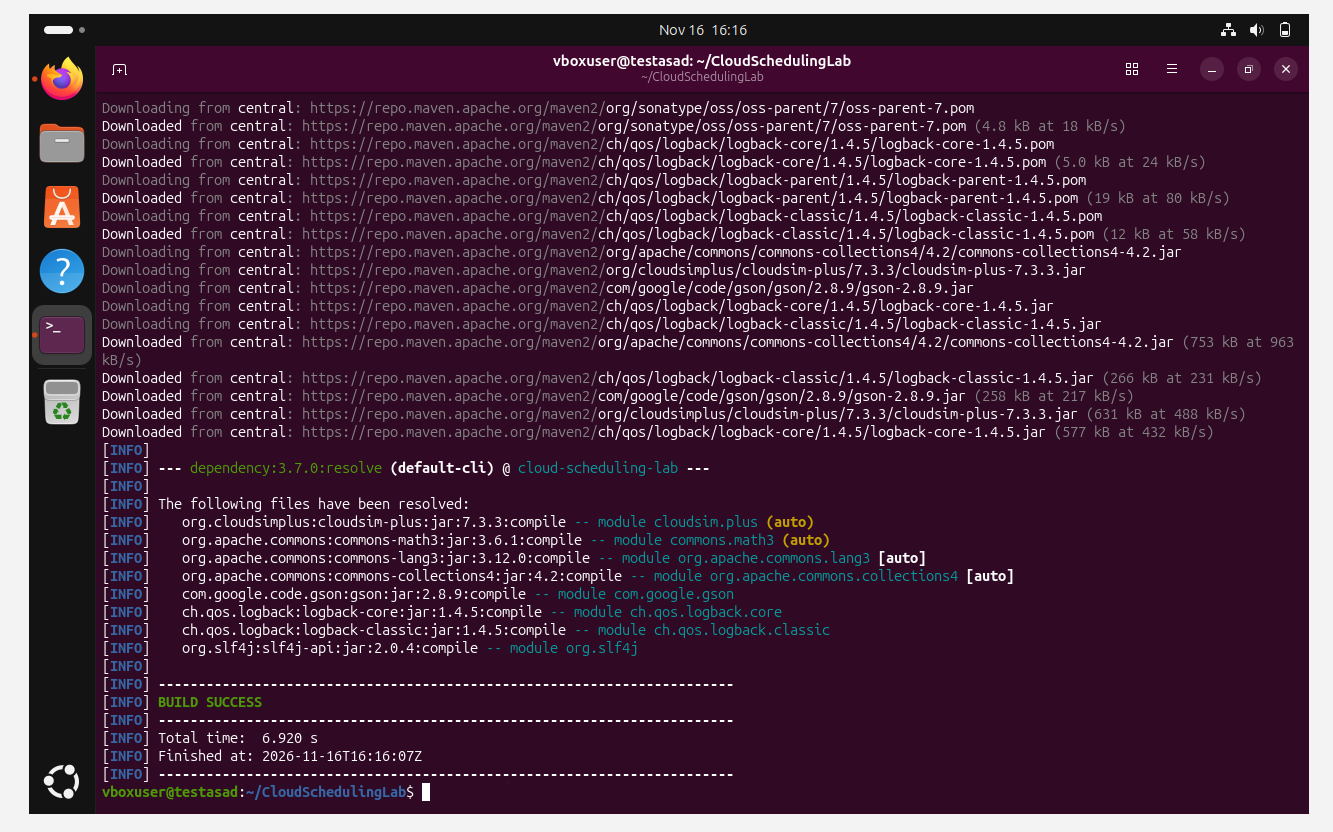 Nov 16 16:16
vboxuser@testasad: ~/CloudSchedulingLab
~/CloudSchedulingLab
Downloading from central: https://repo.maven.apache.org/maven2/org/sonatype/oss/oss-parent/7/oss-parent-7.pom
Downloaded from central: https://repo.maven.apache.org/maven2/org/sonatype/oss/oss-parent/7/oss-parent-7.pom (4.8 kB at 18 kB/s)
Downloading from central: https://repo.maven.apache.org/maven2/ch/qos/logback/logback-core/1.4.5/logback-core-1.4.5.pom
Downloaded from central: https://repo.maven.apache.org/maven2/ch/qos/logback/logback-core/1.4.5/logback-core-1.4.5.pom (5.0 kB at 24 kB/s)
Downloading from central: https://repo.maven.apache.org/maven2/ch/qos/logback/logback-parent/1.4.5/logback-parent-1.4.5.pom
Downloaded from central: https://repo.maven.apache.org/maven2/ch/qos/logback/logback-parent/1.4.5/logback-parent-1.4.5.pom (19 kB at 80 kB/s)
Downloading from central: https://repo.maven.apache.org/maven2/ch/qos/logback/logback-classic/1.4.5/logback-classic-1.4.5.pom
Downloaded from central: https://repo.maven.apache.org/maven2/ch/qos/logback/logback-classic/1.4.5/logback-classic-1.4.5.pom (12 kB at 58 kB/s)
Downloading from central: https://repo.maven.apache.org/maven2/org/apache/commons/commons-collections4/4.2/commons-collections4-4.2.jar
Downloading from central: https://repo.maven.apache.org/maven2/org/cloudsimplus/cloudsim-plus/7.3.3/cloudsim-plus-7.3.3.jar
Downloading from central: https://repo.maven.apache.org/maven2/com/google/code/gson/gson/2.8.9/gson-2.8.9.jar
Downloading from central: https://repo.maven.apache.org/maven2/ch/qos/logback/logback-core/1.4.5/logback-core-1.4.5.jar
Downloading from central: https://repo.maven.apache.org/maven2/ch/qos/logback/logback-classic/1.4.5/logback-classic-1.4.5.jar
Downloaded from central: https://repo.maven.apache.org/maven2/org/apache/commons/commons-collections4/4.2/commons-collections4-4.2.jar (753 kB at 963
kB/s)
Downloaded from central: https://repo.maven.apache.org/maven2/ch/qos/logback/logback-classic/1.4.5/logback-classic-1.4.5.jar (266 kB at 231 kB/s)
Downloaded from central: https://repo.maven.apache.org/maven2/com/google/code/gson/gson/2.8.9/gson-2.8.9.jar (258 kB at 217 kB/s)
Downloaded from central: https://repo.maven.apache.org/maven2/org/cloudsimplus/cloudsim-plus/7.3.3/cloudsim-plus-7.3.3.jar (631 kB at 488 kB/s)
Downloaded from central: https://repo.maven.apache.org/maven2/ch/qos/logback/logback-core/1.4.5/logback-core-1.4.5.jar (577 kB at 432 kB/s)
[INFO]
[INFO] --- dependency:3.7.0:resolve (default-cli) @ cloud-scheduling-lab ---
[INFO]
[INFO] The following files have been resolved:
[INFO]    org.cloudsimplus:cloudsim-plus:jar:7.3.3:compile -- module cloudsim.plus (auto)
[INFO]    org.apache.commons:commons-math3:jar:3.6.1:compile -- module commons.math3 (auto)
[INFO]    org.apache.commons:commons-lang3:jar:3.12.0:compile -- module org.apache.commons.lang3 [auto]
[INFO]    org.apache.commons:commons-collections4:jar:4.2:compile -- module org.apache.commons.collections4 [auto]
[INFO]    com.google.code.gson:gson:jar:2.8.9:compile -- module com.google.gson
[INFO]    ch.qos.logback:logback-core:jar:1.4.5:compile -- module ch.qos.logback.core
[INFO]    ch.qos.logback:logback-classic:jar:1.4.5:compile -- module ch.qos.logback.classic
[INFO]    org.slf4j:slf4j-api:jar:2.0.4:compile -- module org.slf4j
[INFO]
[INFO] ------------------------------------------------------------------------
[INFO] BUILD SUCCESS
[INFO] ------------------------------------------------------------------------
[INFO] Total time:  6.920 s
[INFO] Finished at: 2026-11-16T16:16:07Z
[INFO] ------------------------------------------------------------------------
vboxuser@testasad:~/CloudSchedulingLab$